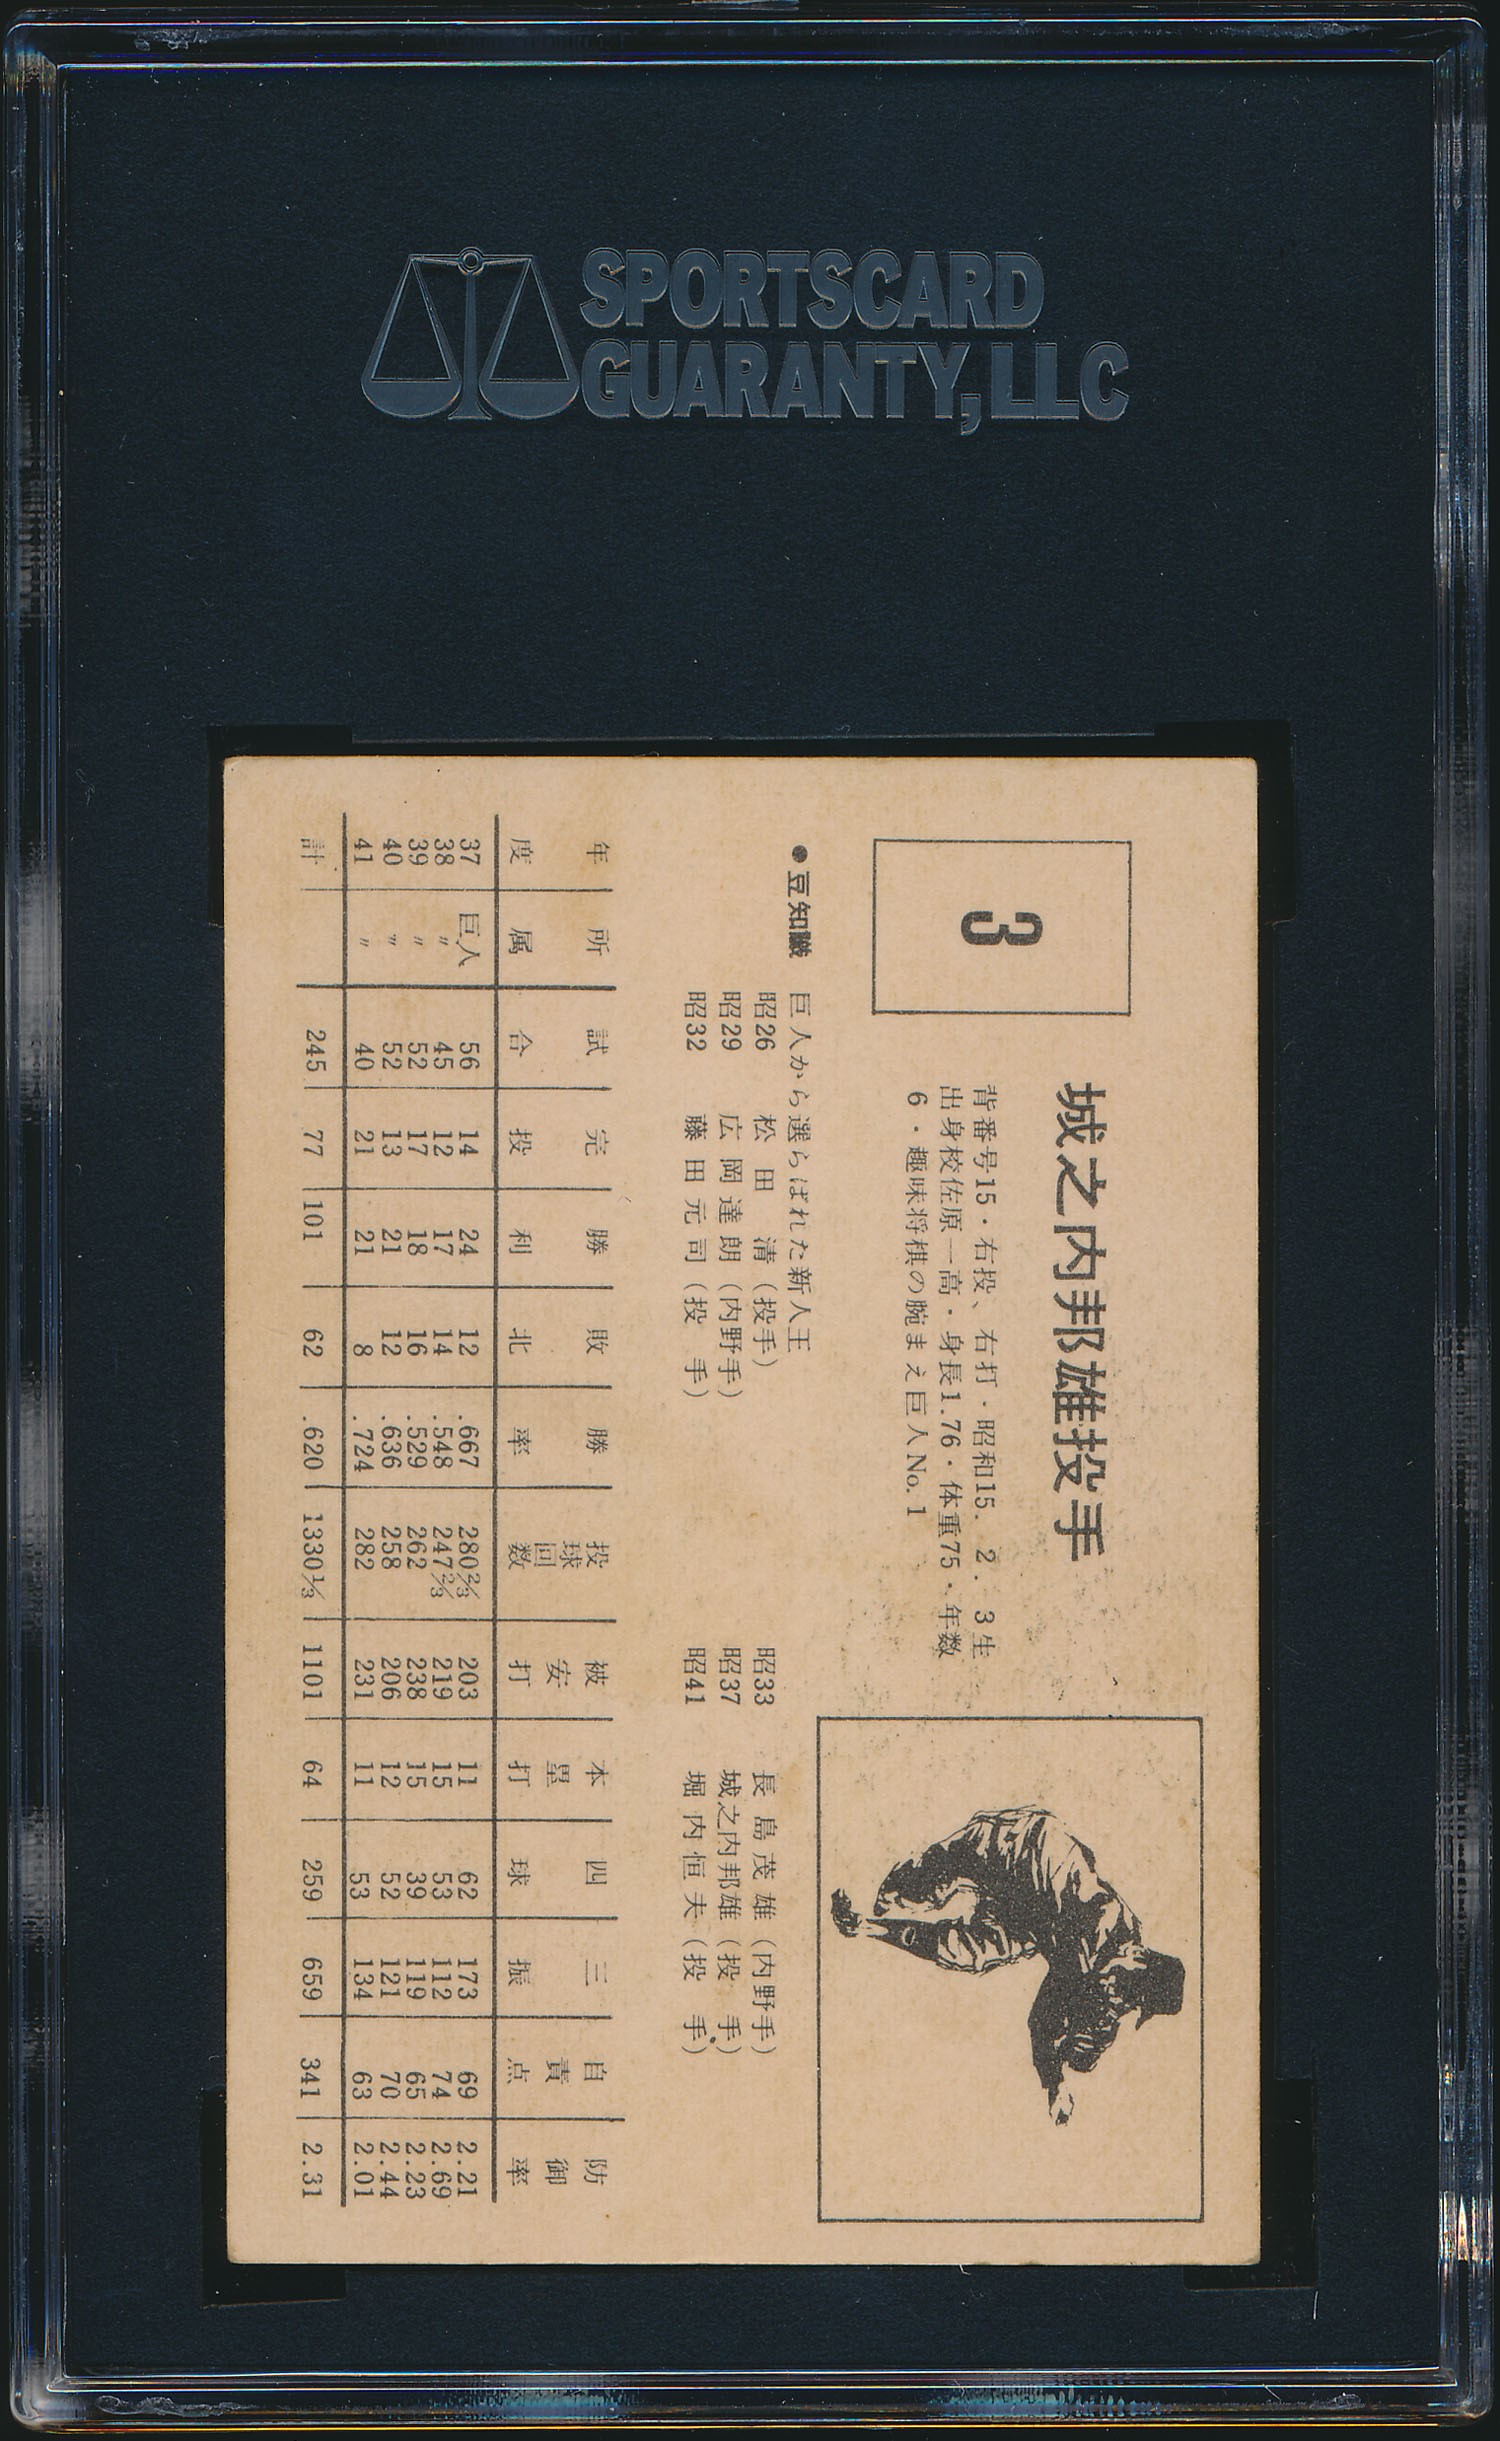 SPORTSCARD
GUARANTY, LLC
3
城之内邦雄投手
背番号15・右投、右打・昭和15. 2. 3生
出身校佐原一高・身長1.76・体重75・年数
6・趣味将棋の腕まえ巨人No.1
●豆知識 巨人から選らばれた新人王
昭26 松田 清(投手) 昭33 長島茂雄(内野手)
昭29 広岡達朗(内野手) 昭37 城之内邦雄(投 手)
昭32 藤田元司(投 手) 昭41 堀内恒夫(投 手)
年度 所属 試合 完投 勝利 敗北 勝率 投球回数 被安打 本塁打 四球 三振 自責点 防御率
37 巨人 56 14 24 12 .667 280⅔ 203 11 62 173 69 2.21
38 〃 45 12 17 14 .548 247⅔ 219 15 53 112 74 2.69
39 〃 52 17 18 16 .529 262 238 15 39 119 65 2.23
40 〃 52 13 21 12 .636 258 206 12 52 121 70 2.44
41 〃 40 21 21 8 .724 282 231 11 53 134 63 2.01
計 245 77 101 62 .620 1330⅓ 1101 64 259 659 341 2.31